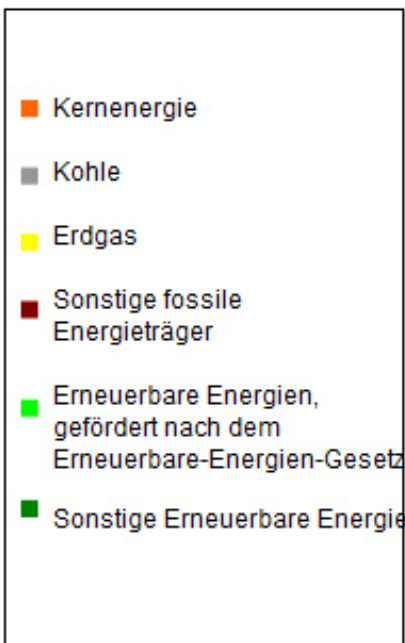 Kernenergie
Kohle
Erdgas
Sonstige fossile
Energieträger
Erneuerbare Energien,
gefördert nach dem
Erneuerbare-Energien-Gesetz
Sonstige Erneuerbare Energie